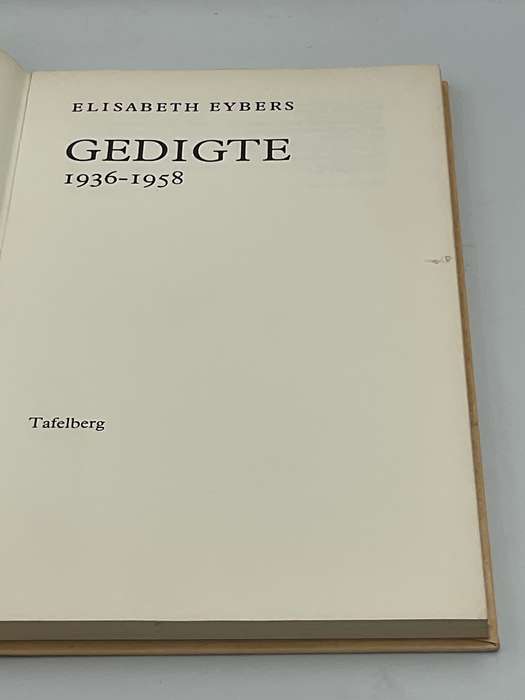 ELISABETH EYBERS
GEDIGTE
1936-1958
Tafelberg